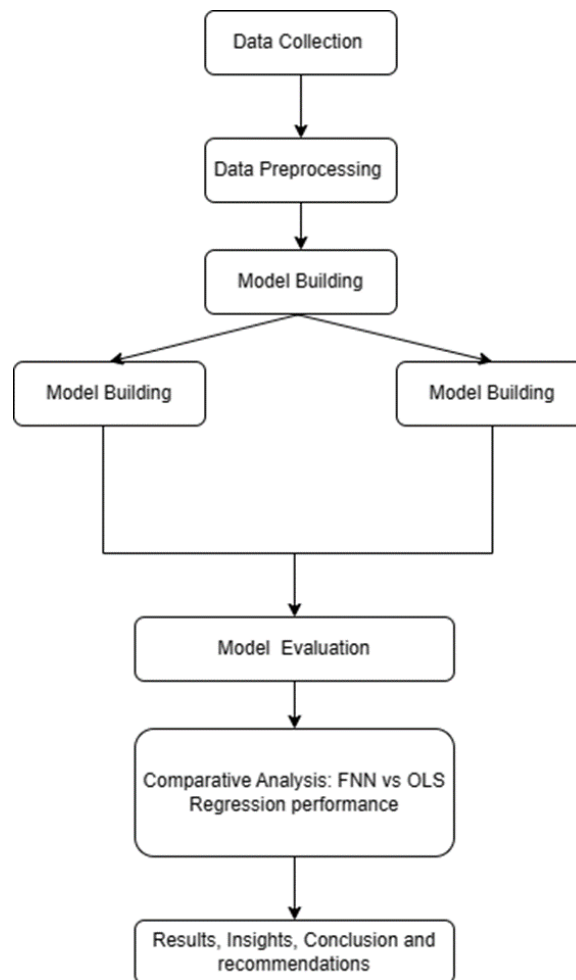 Data Collection
Data Preprocessing
Model Building
Model Building
Model Building
Model Evaluation
Comparative Analysis: FNN vs OLS
Regression performance
Results, Insights, Conclusion and
recommendations